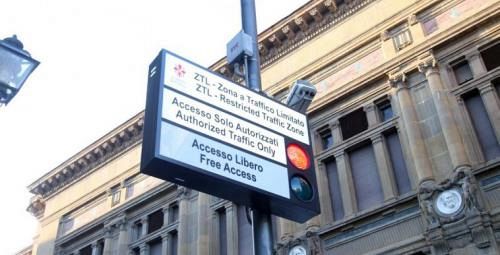 ZTL - Zona a Traffico Limitato
ZTL - Restricted Traffic Zone
Accesso Solo Autorizzati
Authorized Traffic Only
Accesso Libero
Free Access